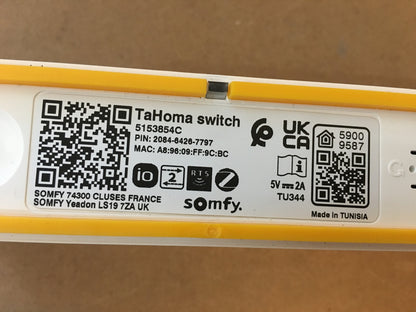 TaHoma switch
5153854C
PIN: 2084-6426-7797
MAC: A8:96:09:FF:9C:BC
io
RTS
somfy.
SOMFY 74300 CLUSES FRANCE
SOMFY Yeadon LS19 7ZA UK
UK
CA
5900
9587
5V 2A
TU344
Made in TUNISIA